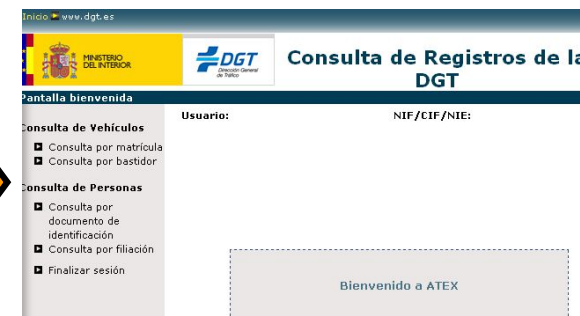 Inicio www.dgt.es
MINISTERIO
DEL INTERIOR
DGT
Dirección General
de Tráfico
Consulta de Registros de la
DGT
Pantalla bienvenida
Usuario: NIF/CIF/NIE:
Consulta de Vehículos
Consulta por matrícula
Consulta por bastidor
Consulta de Personas
Consulta por
documento de
identificación
Consulta por filiación
Finalizar sesión
Bienvenido a ATEX